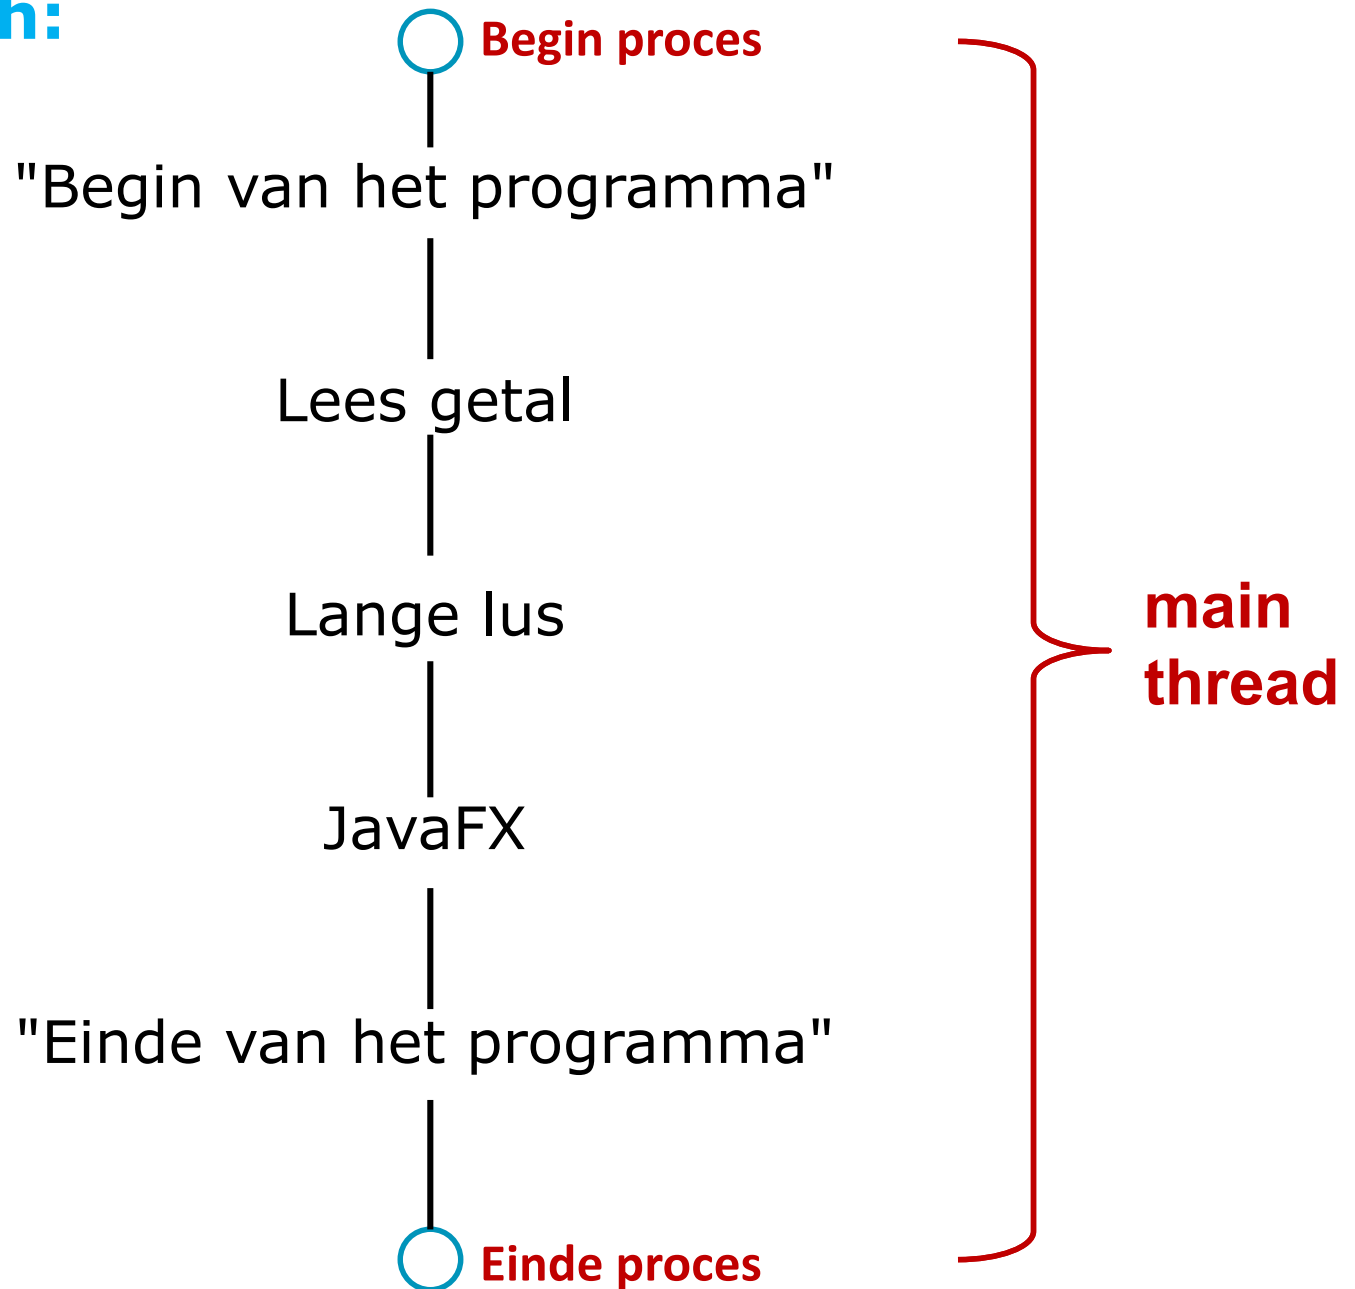 h:
Begin proces
"Begin van het programma"
Lees getal
Lange lus
main
thread
JavaFX
"Einde van het programma"
Einde proces